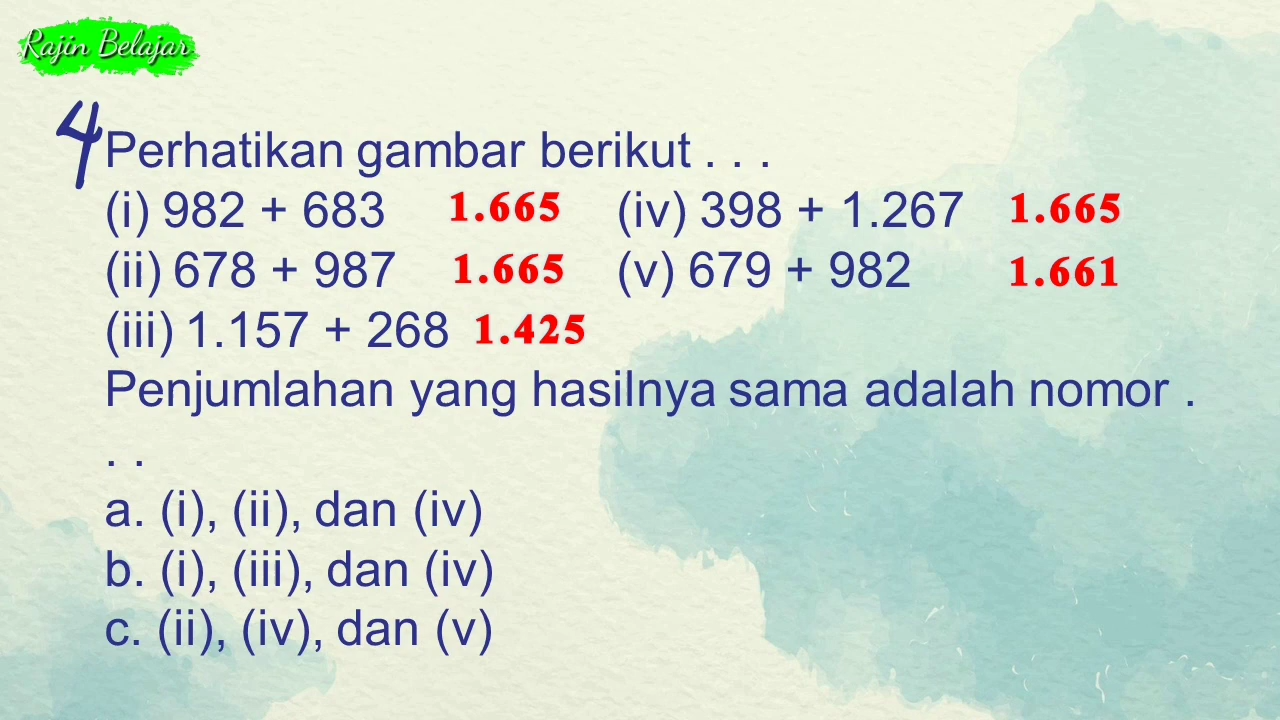 Rajin Belajar
4
Perhatikan gambar berikut . . .
(i) 982 + 683 1.665 (iv) 398 + 1.267 1.665
(ii) 678 + 987 1.665 (v) 679 + 982 1.661
(iii) 1.157 + 268 1.425
Penjumlahan yang hasilnya sama adalah nomor .
. .
a. (i), (ii), dan (iv)
b. (i), (iii), dan (iv)
c. (ii), (iv), dan (v)